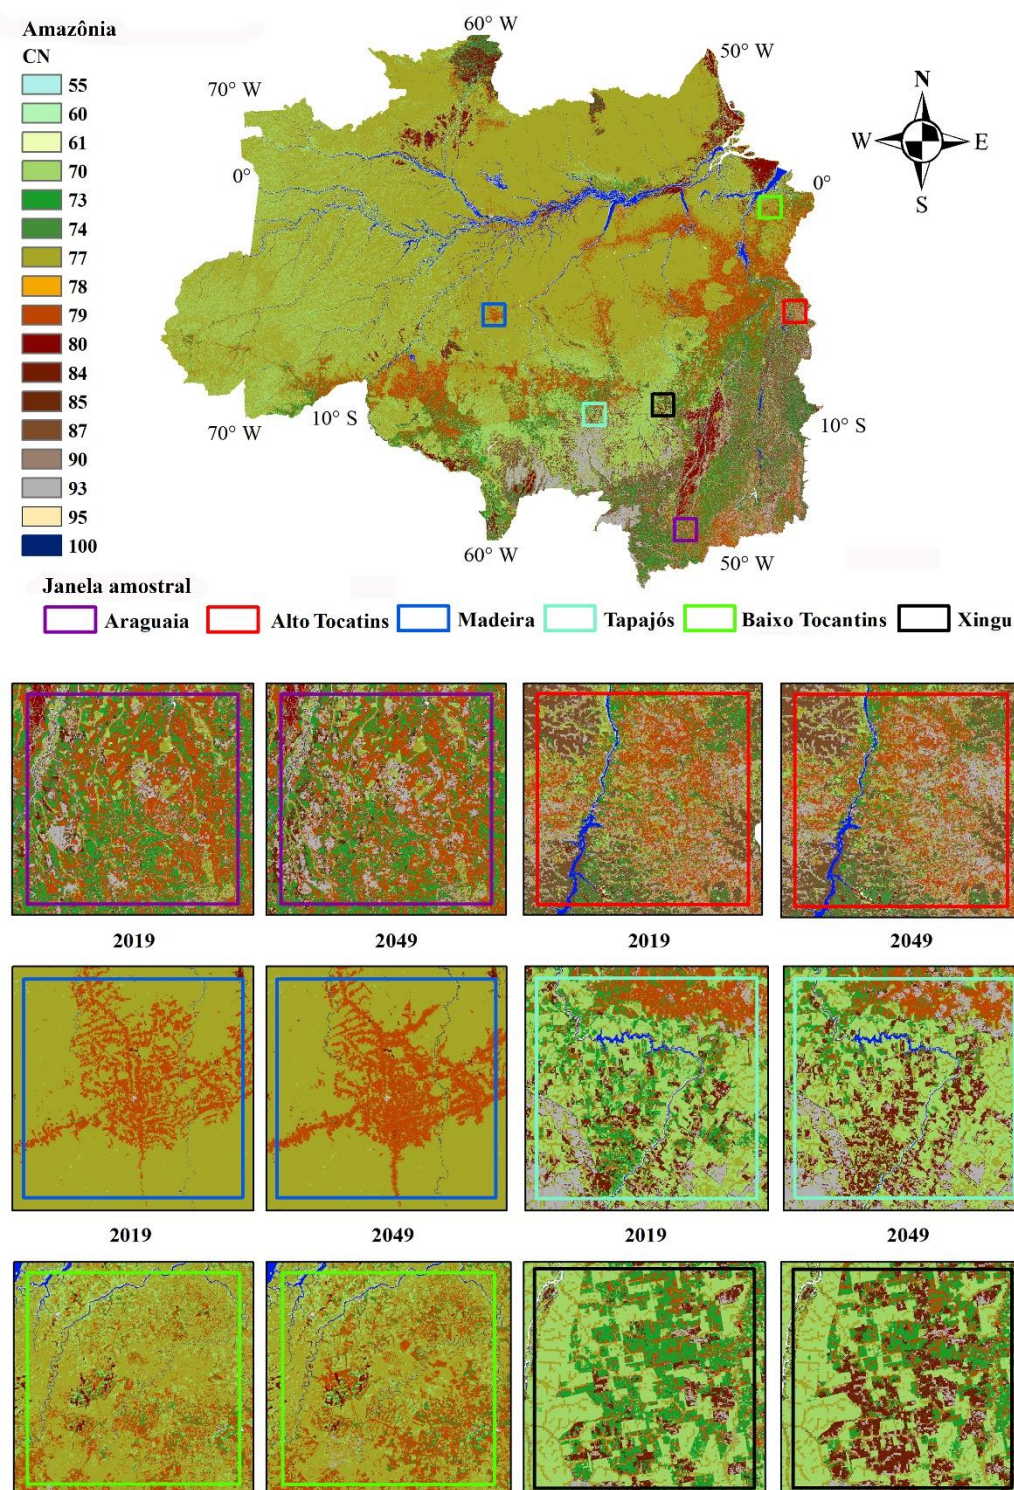 Amazônia
CN
55
60
61
70
73
74
77
78
79
80
84
85
87
90
93
95
100
60° W
50° W
70° W
0°
0°
N
W E
S
10° S
70° W
10° S
60° W
50° W
Janela amostral
Araguaia Alto Tocatins Madeira Tapajós Baixo Tocantins Xingu
2019 2049 2019 2049
2019 2049 2019 2049